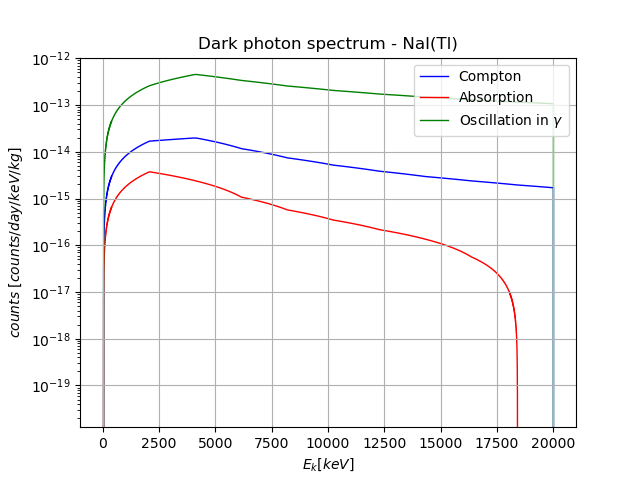 Dark photon spectrum - NaI(Tl)
Compton
Absorption
Oscillation in γ
counts [counts/day/keV/kg]
10⁻¹²
10⁻¹³
10⁻¹⁴
10⁻¹⁵
10⁻¹⁶
10⁻¹⁷
10⁻¹⁸
10⁻¹⁹
0 2500 5000 7500 10000 12500 15000 17500 20000
Eₖ[keV]